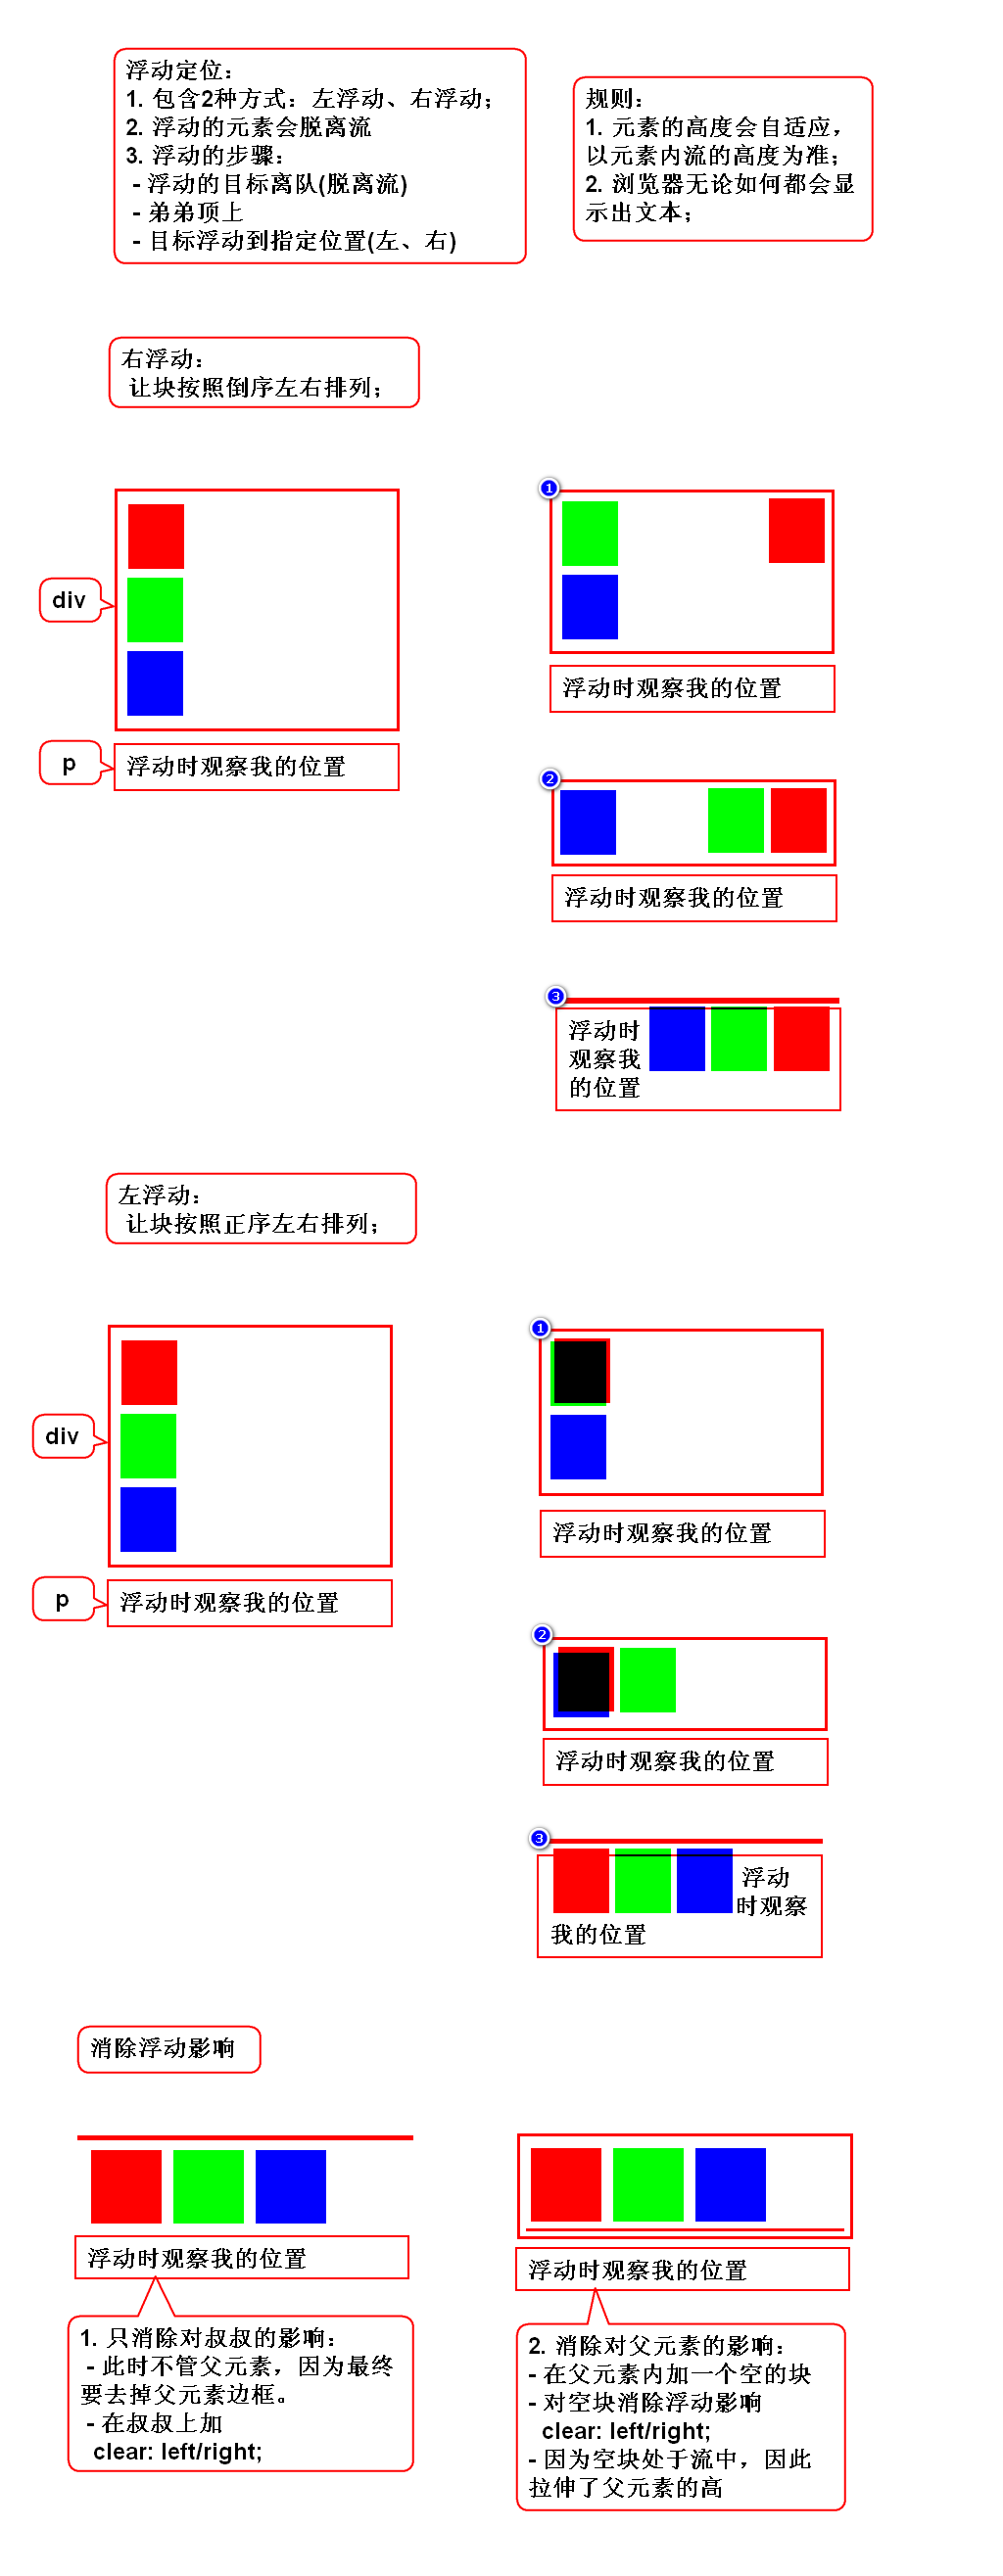 浮动定位：
1. 包含2种方式：左浮动、右浮动；
2. 浮动的元素会脱离流
3. 浮动的步骤：
- 浮动的目标离队(脱离流)
- 弟弟顶上
- 目标浮动到指定位置(左、右)
规则：
1. 元素的高度会自适应，
以元素内流的高度为准；
2. 浏览器无论如何都会显
示出文本；
右浮动：
让块按照倒序左右排列；
div
p
浮动时观察我的位置
1
浮动时观察我的位置
2
浮动时观察我的位置
3
浮动时
观察我
的位置
左浮动：
让块按照正序左右排列；
div
p
浮动时观察我的位置
1
浮动时观察我的位置
2
浮动时观察我的位置
3
浮动
时观察
我的位置
消除浮动影响
浮动时观察我的位置
1. 只消除对叔叔的影响：
- 此时不管父元素，因为最终
要去掉父元素边框。
- 在叔叔上加
clear: left/right;
浮动时观察我的位置
2. 消除对父元素的影响：
- 在父元素内加一个空的块
- 对空块消除浮动影响
clear: left/right;
- 因为空块处于流中，因此
拉伸了父元素的高